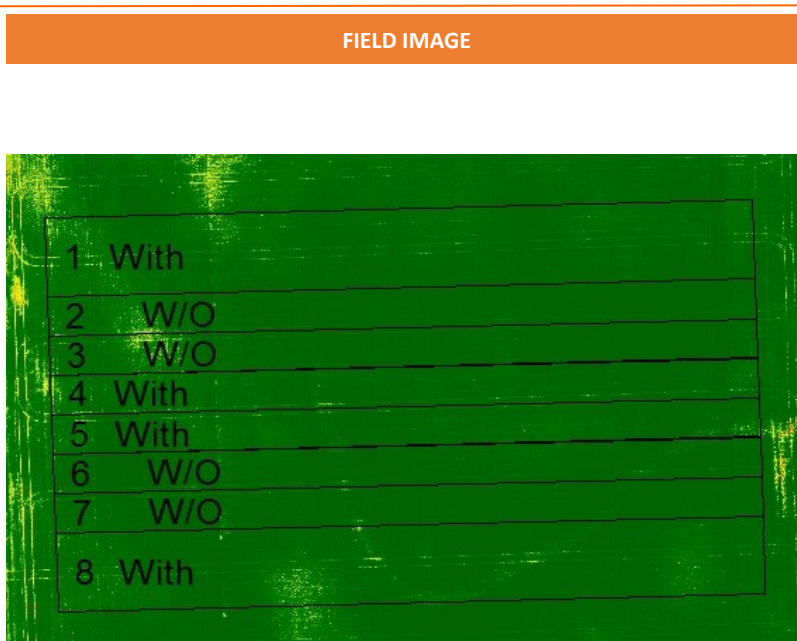 FIELD IMAGE
1 With
2 W/O
3 W/O
4 With
5 With
6 W/O
7 W/O
8 With